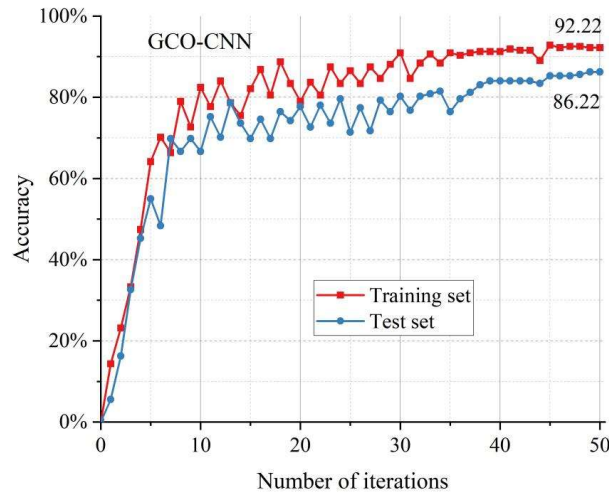 GCO-CNN
92.22
86.22
100%
80%
60%
40%
20%
0%
Accuracy
Training set
Test set
0
10
20
30
40
50
Number of iterations